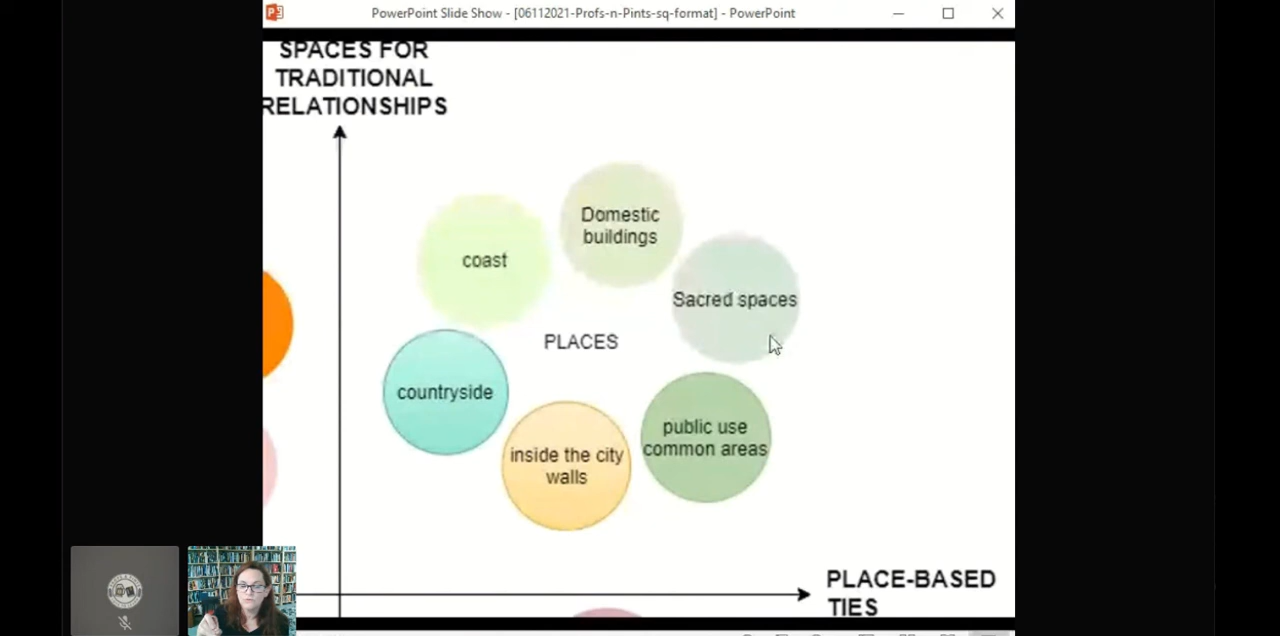 PowerPoint Slide Show - [06112021-Profs-n-Pints-sq-format] - PowerPoint
SPACES FOR
TRADITIONAL
RELATIONSHIPS
Domestic
buildings
coast
Sacred spaces
PLACES
countryside
public use
common areas
inside the city
walls
PLACE-BASED
TIES